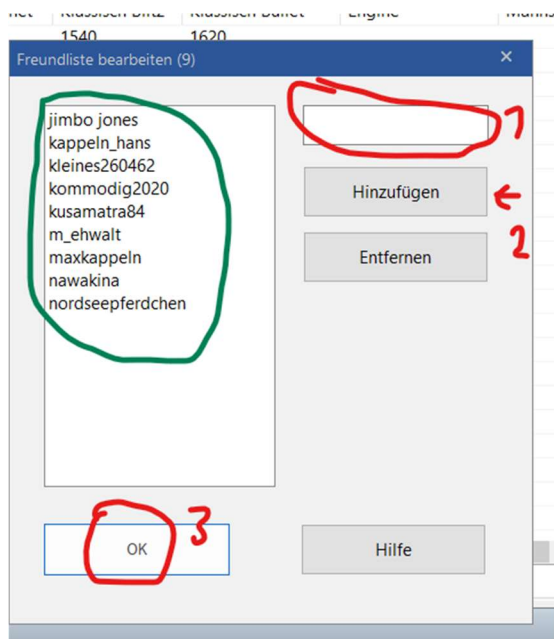 Klassisch Blitz Klassisch Bullet Engine
1540 1620
Freundliste bearbeiten (9)
jimbo jones
kappeln_hans
kleines260462
kommodig2020
kusamatra84
m_ehwalt
maxkappeln
nawakina
nordseepferdchen
1
Hinzufügen
2
Entfernen
OK
3
Hilfe